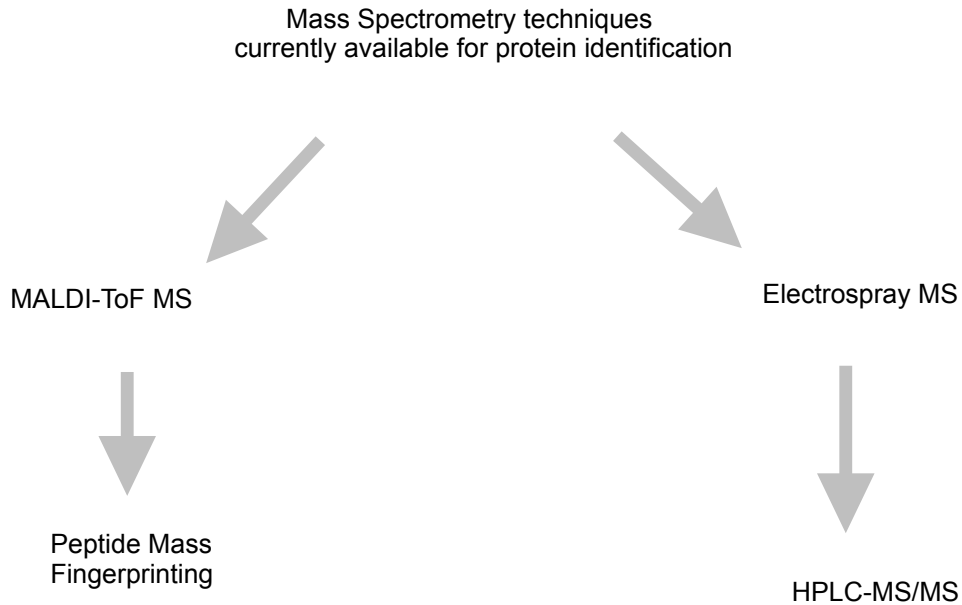 Mass Spectrometry techniques
currently available for protein identification
MALDI-ToF MS
Electrospray MS
Peptide Mass
Fingerprinting
HPLC-MS/MS